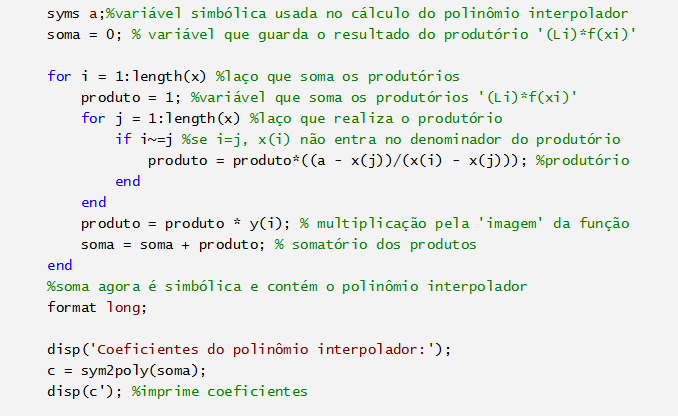 syms a;%variável simbólica usada no cálculo do polinômio interpolador
soma = 0; % variável que guarda o resultado do produtório '(Li)*f(xi)'
for i = 1:length(x) %laço que soma os produtórios
produto = 1; %variável que soma os produtórios '(Li)*f(xi)'
for j = 1:length(x) %laço que realiza o produtório
if i~=j %se i=j, x(i) não entra no denominador do produtório
produto = produto*((a - x(j))/(x(i) - x(j))); %produtório
end
end
produto = produto * y(i); % multiplicação pela 'imagem' da função
soma = soma + produto; % somatório dos produtos
end
%soma agora é simbólica e contém o polinômio interpolador
format long;
disp('Coeficientes do polinômio interpolador:');
c = sym2poly(soma);
disp(c'); %imprime coeficientes